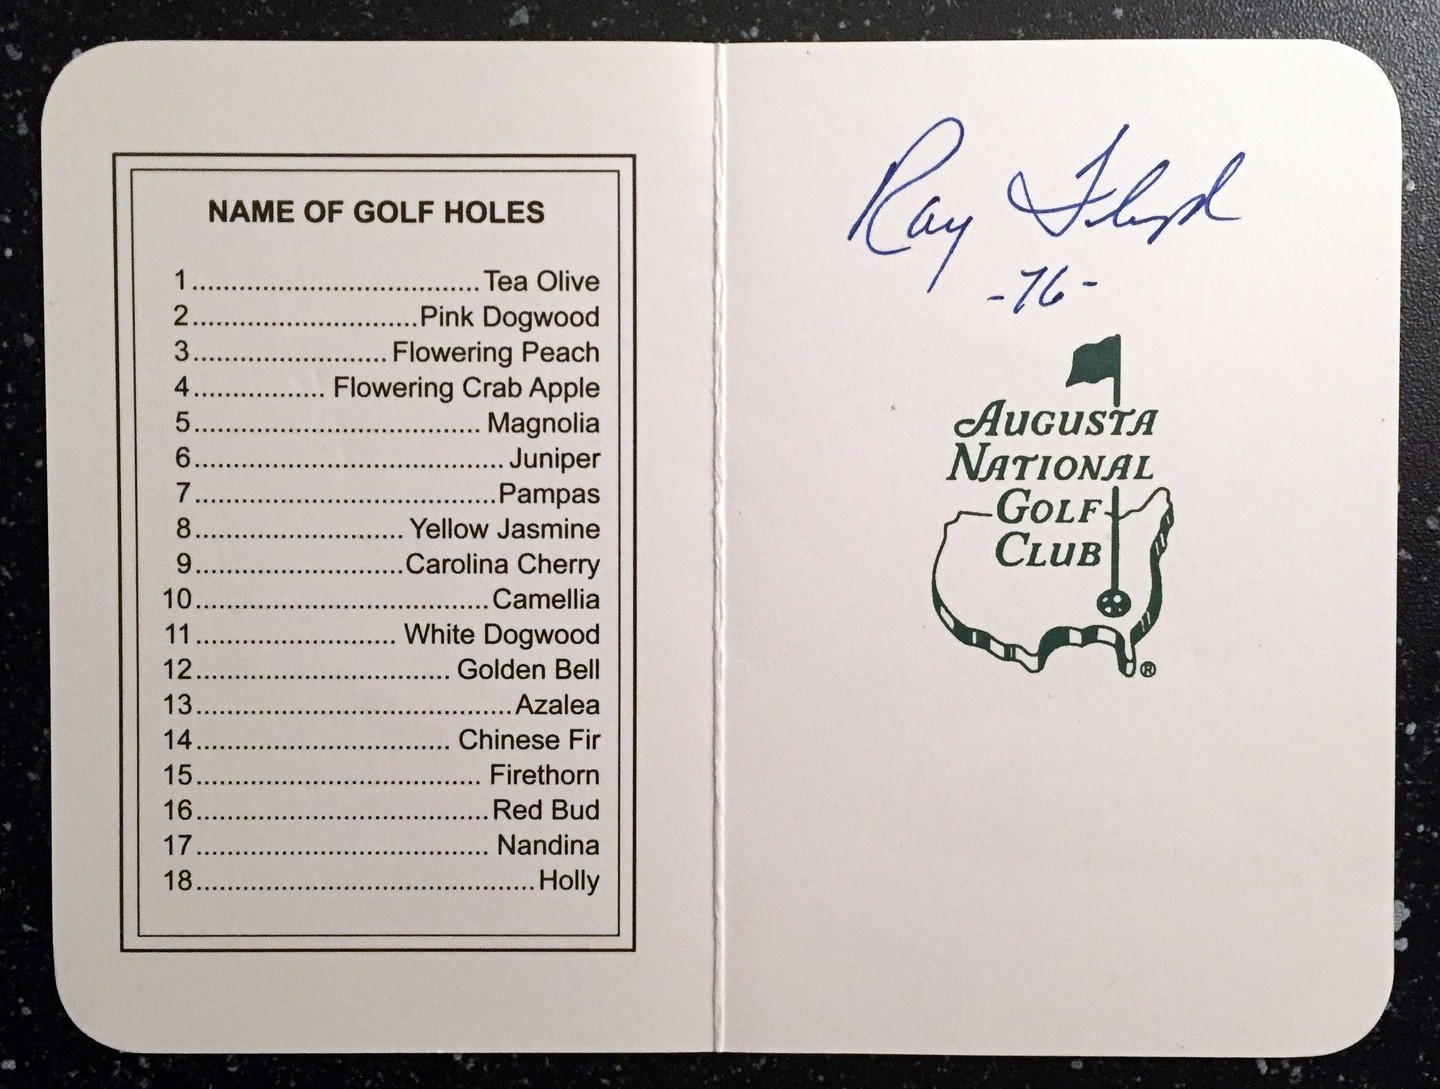 NAME OF GOLF HOLES
1................................Tea Olive
2............................Pink Dogwood
3........................Flowering Peach
4................ Flowering Crab Apple
5................................... Magnolia
6......................................Juniper
7.....................................Pampas
8.......................... Yellow Jasmine
9..........................Carolina Cherry
10....................................Camellia
11......................... White Dogwood
12............................... Golden Bell
13.......................................Azalea
14............................... Chinese Fir
15................................... Firethorn
16....................................Red Bud
17.................................... Nandina
18..........................................Holly
Ray Floyd
-76-
AUGUSTA
NATIONAL
GOLF
CLUB
®